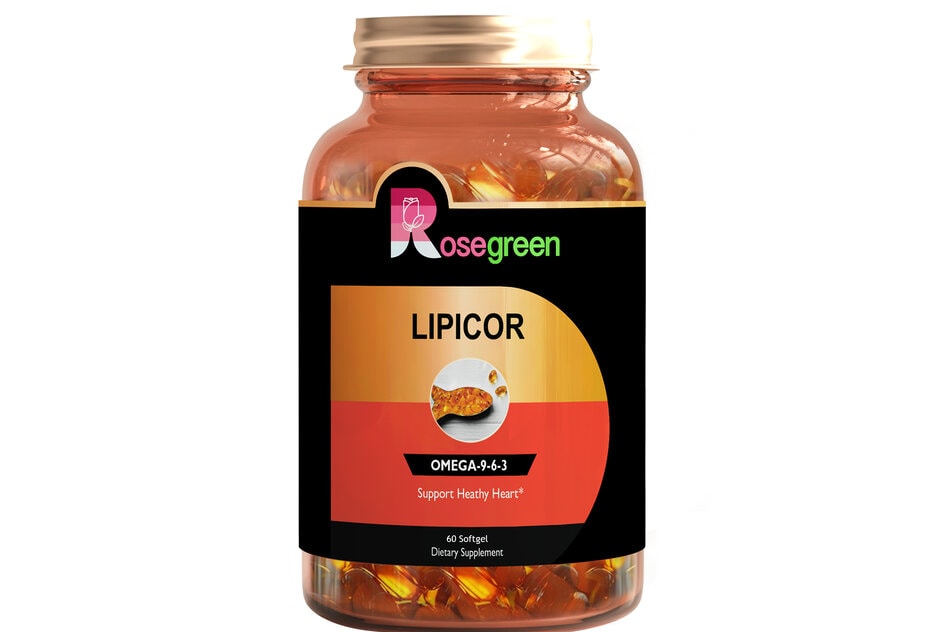 Rosegreen
LIPICOR
OMEGA-9-6-3
Support Heathy Heart*
60 Softgel
Dietary Supplement